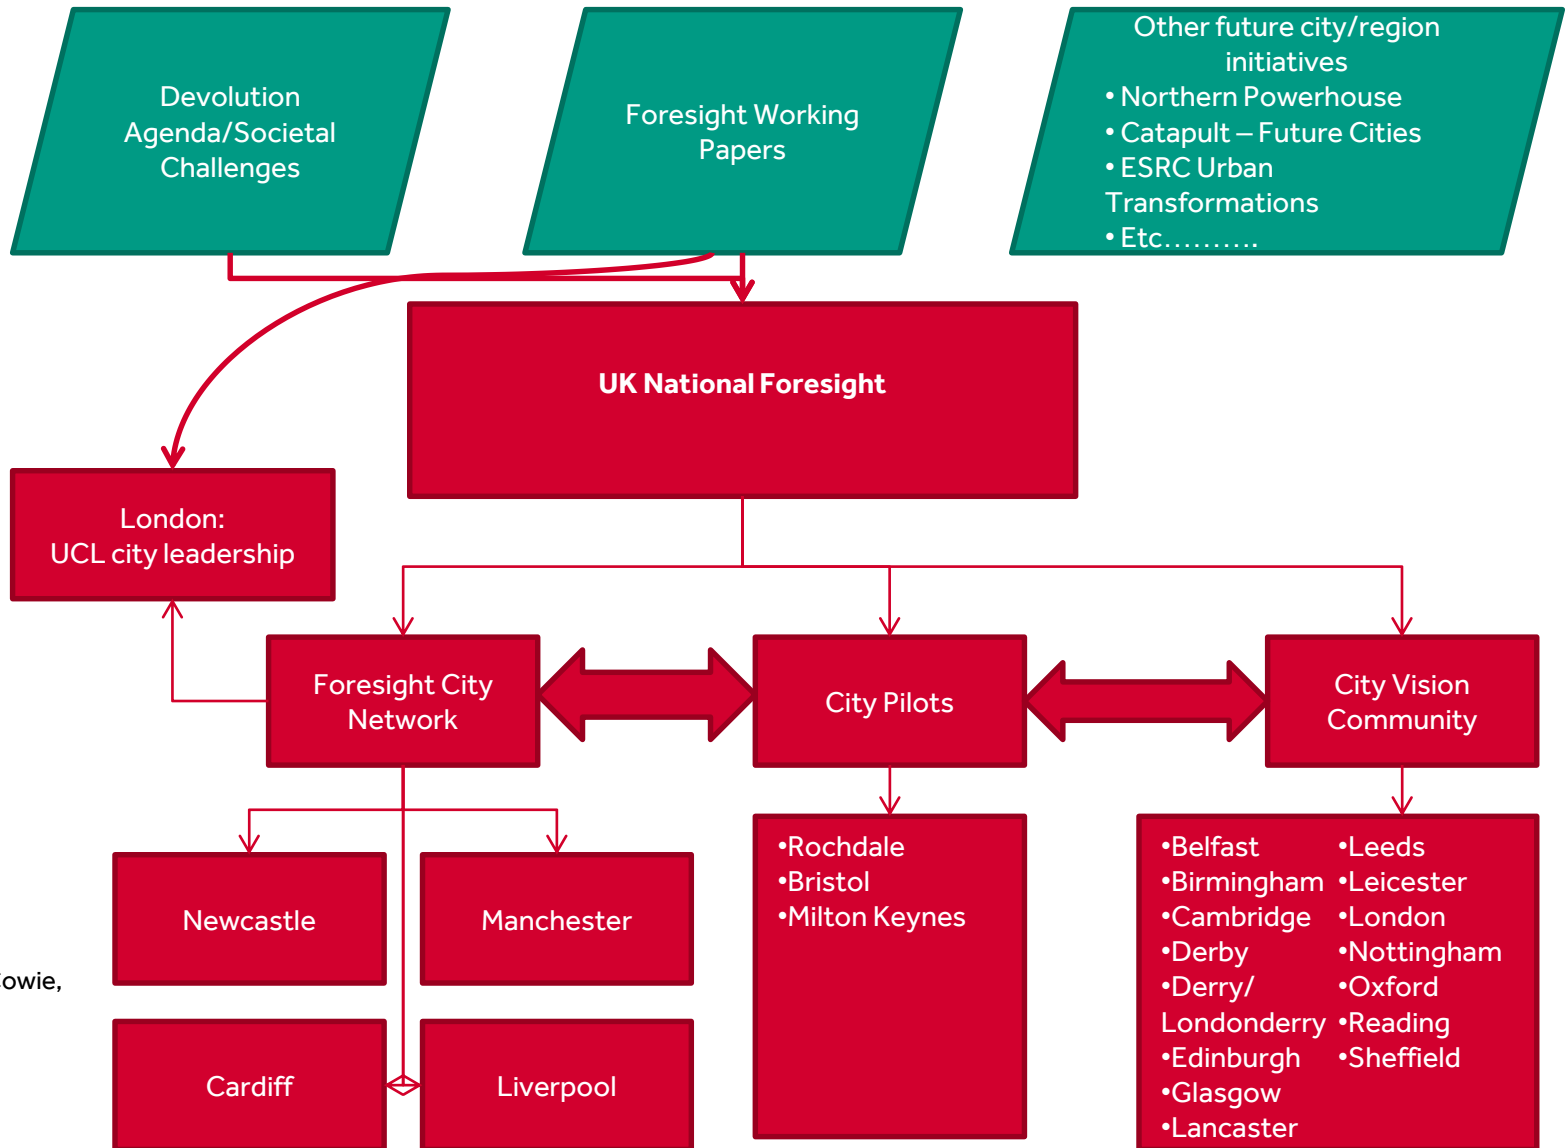 Devolution
Agenda/Societal
Challenges
Foresight Working
Papers
Other future city/region
initiatives
• Northern Powerhouse
• Catapult – Future Cities
• ESRC Urban
Transformations
• Etc……….
UK National Foresight
London:
UCL city leadership
Foresight City
Network
City Pilots
City Vision
Community
Newcastle
Manchester
Cardiff
Liverpool
•Rochdale
•Bristol
•Milton Keynes
•Belfast
•Birmingham
•Cambridge
•Derby
•Derry/
Londonderry
•Edinburgh
•Glasgow
•Lancaster
•Leeds
•Leicester
•London
•Nottingham
•Oxford
•Reading
•Sheffield